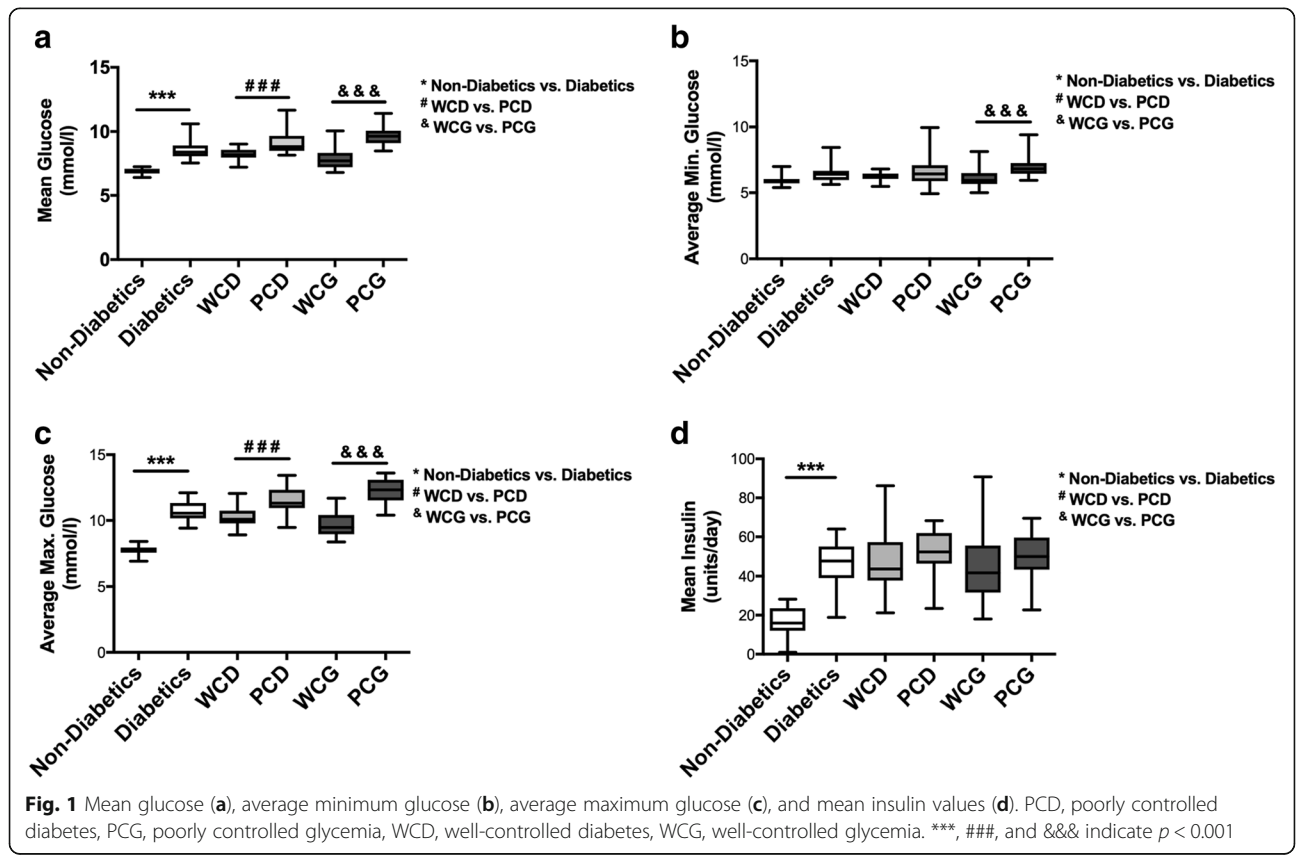 a
15
10
5
0
Mean Glucose
(mmol/l)
***
###
&&&
* Non-Diabetics vs. Diabetics
# WCD vs. PCD
& WCG vs. PCG
Non-Diabetics
Diabetics
WCD
PCD
WCG
PCG
b
15
10
5
0
Average Min. Glucose
(mmol/l)
&&&
* Non-Diabetics vs. Diabetics
# WCD vs. PCD
& WCG vs. PCG
Non-Diabetics
Diabetics
WCD
PCD
WCG
PCG
c
15
10
5
0
Average Max. Glucose
(mmol/l)
***
###
&&&
* Non-Diabetics vs. Diabetics
# WCD vs. PCD
& WCG vs. PCG
Non-Diabetics
Diabetics
WCD
PCD
WCG
PCG
d
100
80
60
40
20
0
Mean Insulin
(units/day)
***
* Non-Diabetics vs. Diabetics
# WCD vs. PCD
& WCG vs. PCG
Non-Diabetics
Diabetics
WCD
PCD
WCG
PCG
Fig. 1 Mean glucose (a), average minimum glucose (b), average maximum glucose (c), and mean insulin values (d). PCD, poorly controlled
diabetes, PCG, poorly controlled glycemia, WCD, well-controlled diabetes, WCG, well-controlled glycemia. ***, ###, and &&& indicate p < 0.001